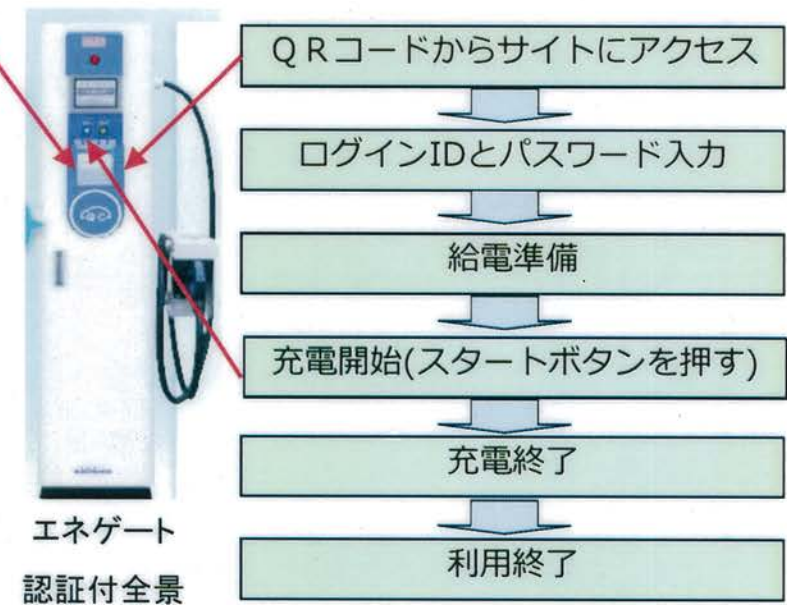 QRコードからサイトにアクセス
ログインIDとパスワード入力
給電準備
充電開始(スタートボタンを押す)
充電終了
利用終了
エネゲート
認証付全景